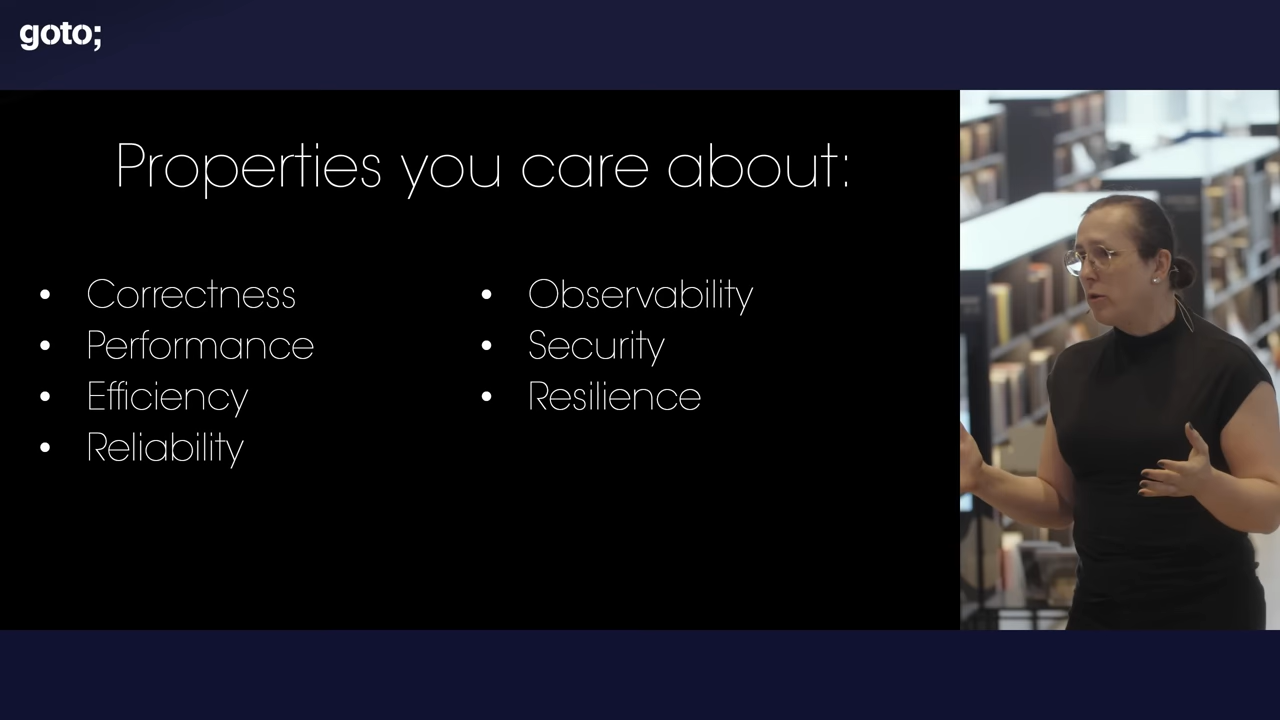 goto;
Properties you care about:
• Correctness
• Performance
• Efficiency
• Reliability
• Observability
• Security
• Resilience